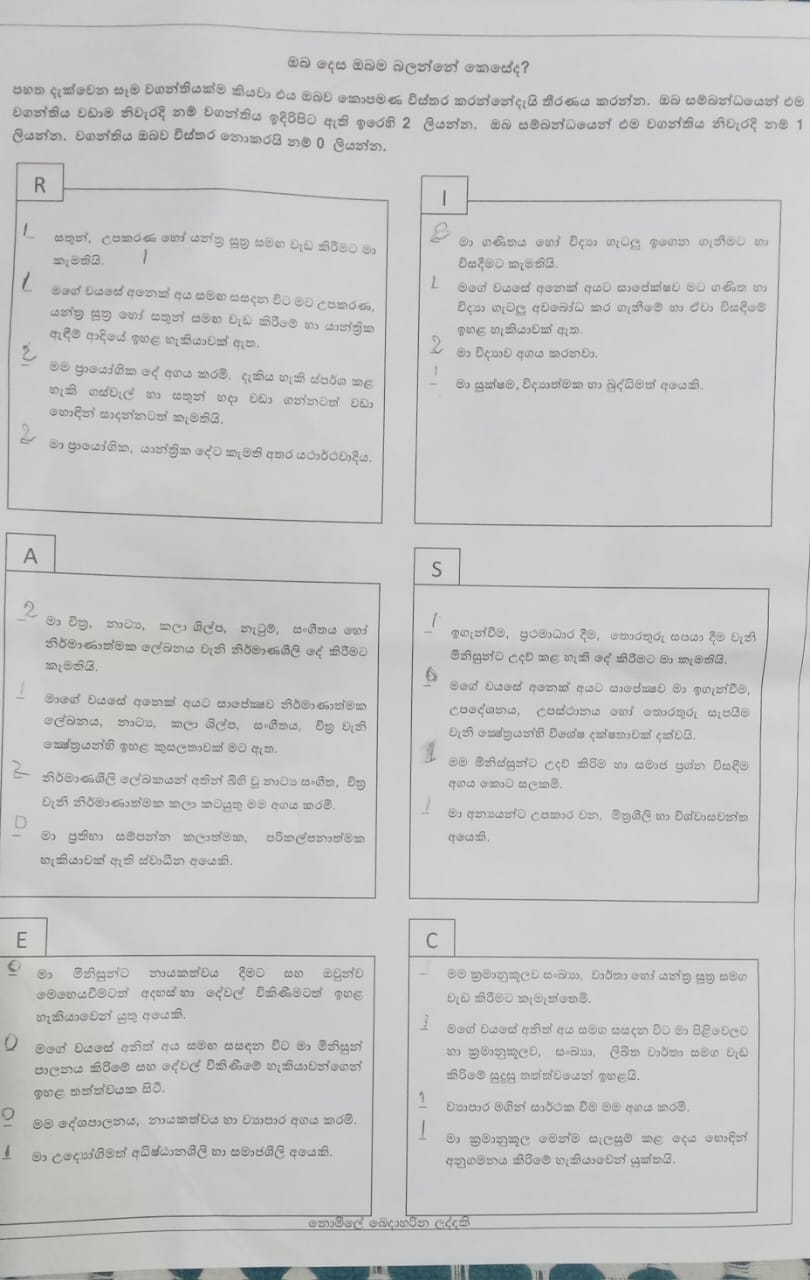 ඔබ දෙස ඔබම බලන්නේ කෙසේද?
පහත දැක්වෙන සැම වගන්තියක්ම කියවා එය ඔබව කොපමණ විස්තර කරන්නේදැයි තීරණය කරන්න. ඔබ සම්බන්ධයෙන් එම
වගන්තිය වඩාම නිවැරදි නම් වගන්තිය ඉදිරිපිට ඇති ඉරෙහි 2 ලියන්න. ඔබ සම්බන්ධයෙන් එම වගන්තිය නිවැරදි නම් 1
ලියන්න. වගන්තිය ඔබව විස්තර නොකරයි නම් 0 ලියන්න.
R
1 සතුන්, උපකරණ හෝ යන්ත්‍ර සූත්‍ර සමඟ වැඩ කිරීමට මා
කැමතියි. 1
1 මගේ වයසේ අනෙක් අය සමඟ සසඳන විට මට උපකරණ,
යන්ත්‍ර සූත්‍ර හෝ සතුන් සමඟ වැඩ කිරීමේ හා යාන්ත්‍රික
ඇඳීම් ආදියේ ඉහළ හැකියාවක් ඇත.
2 මම ප්‍රායෝගික දේ අගය කරමි. දැකිය හැකි ස්පර්ශ කළ
හැකි ගස්වැල් හා සතුන් හදා වඩා ගන්නටත් වඩා
හොඳින් සාදන්නටත් කැමතියි.
2 මා ප්‍රායෝගික, යාන්ත්‍රික දේට කැමති අතර යථාර්ථවාදීය.
I
2 මා ගණිතය හෝ විද්‍යා ගැටලු ඉගෙන ගැනීමට හා
විසඳීමට කැමතියි.
1 මගේ වයසේ අනෙක් අයට සාපේක්ෂව මට ගණිත හා
විද්‍යා ගැටලු අවබෝධ කර ගැනීමේ හා ඒවා විසඳීමේ
ඉහළ හැකියාවක් ඇත.
2 මා විද්‍යාව අගය කරනවා.
1 මා සුක්ෂම, විද්‍යාත්මක හා බුද්ධිමත් අයෙකි.
A
2 මා චිත්‍ර, නාට්‍ය, කලා ශිල්ප, නැටුම්, සංගීතය හෝ
නිර්මාණාත්මක ලේඛනය වැනි නිර්මාණශීලී දේ කිරීමට
කැමතියි.
1 මාගේ වයසේ අනෙක් අයට සාපේක්‍ෂව නිර්මාණාත්මක
ලේඛනය, නාට්‍ය, කලා ශිල්ප, සංගීතය, චිත්‍ර වැනි
ක්‍ෂේත්‍රයන්හි ඉහළ කුසලතාවක් මට ඇත.
2 නිර්මාණශීලී ලේඛකයන් අතින් බිහි වූ නාට්‍ය සංගීත, චිත්‍ර
වැනි නිර්මාණාත්මක කලා කටයුතු මම අගය කරමි.
0 මා ප්‍රතිභා සම්පන්න කලාත්මක, පරිකල්පනාත්මක
හැකියාවක් ඇති ස්වාධීන අයෙකි.
S
1 ඉගැන්වීම, ප්‍රථමාධාර දීම, තොරතුරු සපයා දීම වැනි
මිනිසුන්ට උදව් කළ හැකි දේ කිරීමට මා කැමතියි.
මගේ වයසේ අනෙක් අයට සාපේක්‍ෂව මා ඉගැන්වීම,
උපදේශනය, උපස්ථානය හෝ තොරතුරු සැපයීම
වැනි ක්‍ෂේත්‍රයන්හි විශේෂ දක්ෂතාවක් දක්වයි.
1 මම මිනිස්සුන්ට උදව් කිරීම හා සමාජ ප්‍රශ්න විසඳීම
අගය කොට සලකමි.
1 මා අන්‍යයන්ට උපකාර වන, මිත්‍රශීලී හා විශ්වාසවන්ත
අයෙකි.
E
0 මා මිනිසුන්ට නායකත්වය දීමට සහ ඔවුන්ව
මෙහෙයවීමටත් අදහස් හා දේවල් විකිණීමටත් ඉහළ
හැකියාවෙන් යුතු අයෙකි.
0 මගේ වයසේ අනිත් අය සමඟ සසඳන විට මා මිනිසුන්
පාලනය කිරීමේ සහ දේවල් විකිණීමේ හැකියාවන්ගෙන්
ඉහළ තත්ත්වයක සිටී.
0 මම දේශපාලනය, නායකත්වය හා ව්‍යාපාර අගය කරමි.
1 මා උද්‍යෝගිමත් අධිෂ්ඨානශීලී හා සමාජශීලී අයෙකි.
C
1 මම ක්‍රමානුකූලව සංඛ්‍යා, වාර්තා හෝ යන්ත්‍ර සූත්‍ර සමග
වැඩ කිරීමට කැමැත්තෙමි.
මගේ වයසේ අනිත් අය සමග සසඳන විට මා පිළිවෙලට
හා ක්‍රමානුකූලව, සංඛ්‍යා, ලිඛිත වාර්තා සමග වැඩ
කිරීමේ සුදුසු තත්ත්වයෙන් ඉහළයි.
ව්‍යාපාර මගින් සාර්ථක වීම මම අගය කරමි.
1 මා ක්‍රමානුකූල මෙන්ම සැලසුම් කළ දෙය හොඳින්
අනුගමනය කිරීමේ හැකියාවෙන් යුක්තයි.
නොමිලේ බෙදාහරින ලද්දකි